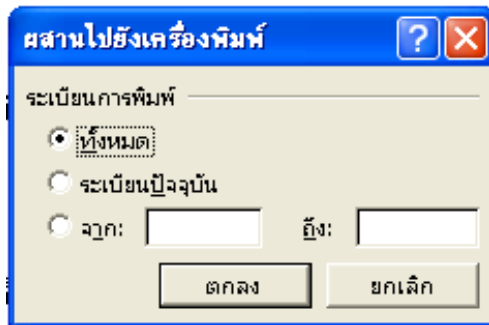 ผสานไปยังเครื่องพิมพ์
ระเบียนการพิมพ์
ทั้งหมด
ระเบียนปัจจุบัน
จาก: ถึง:
ตกลง ยกเลิก